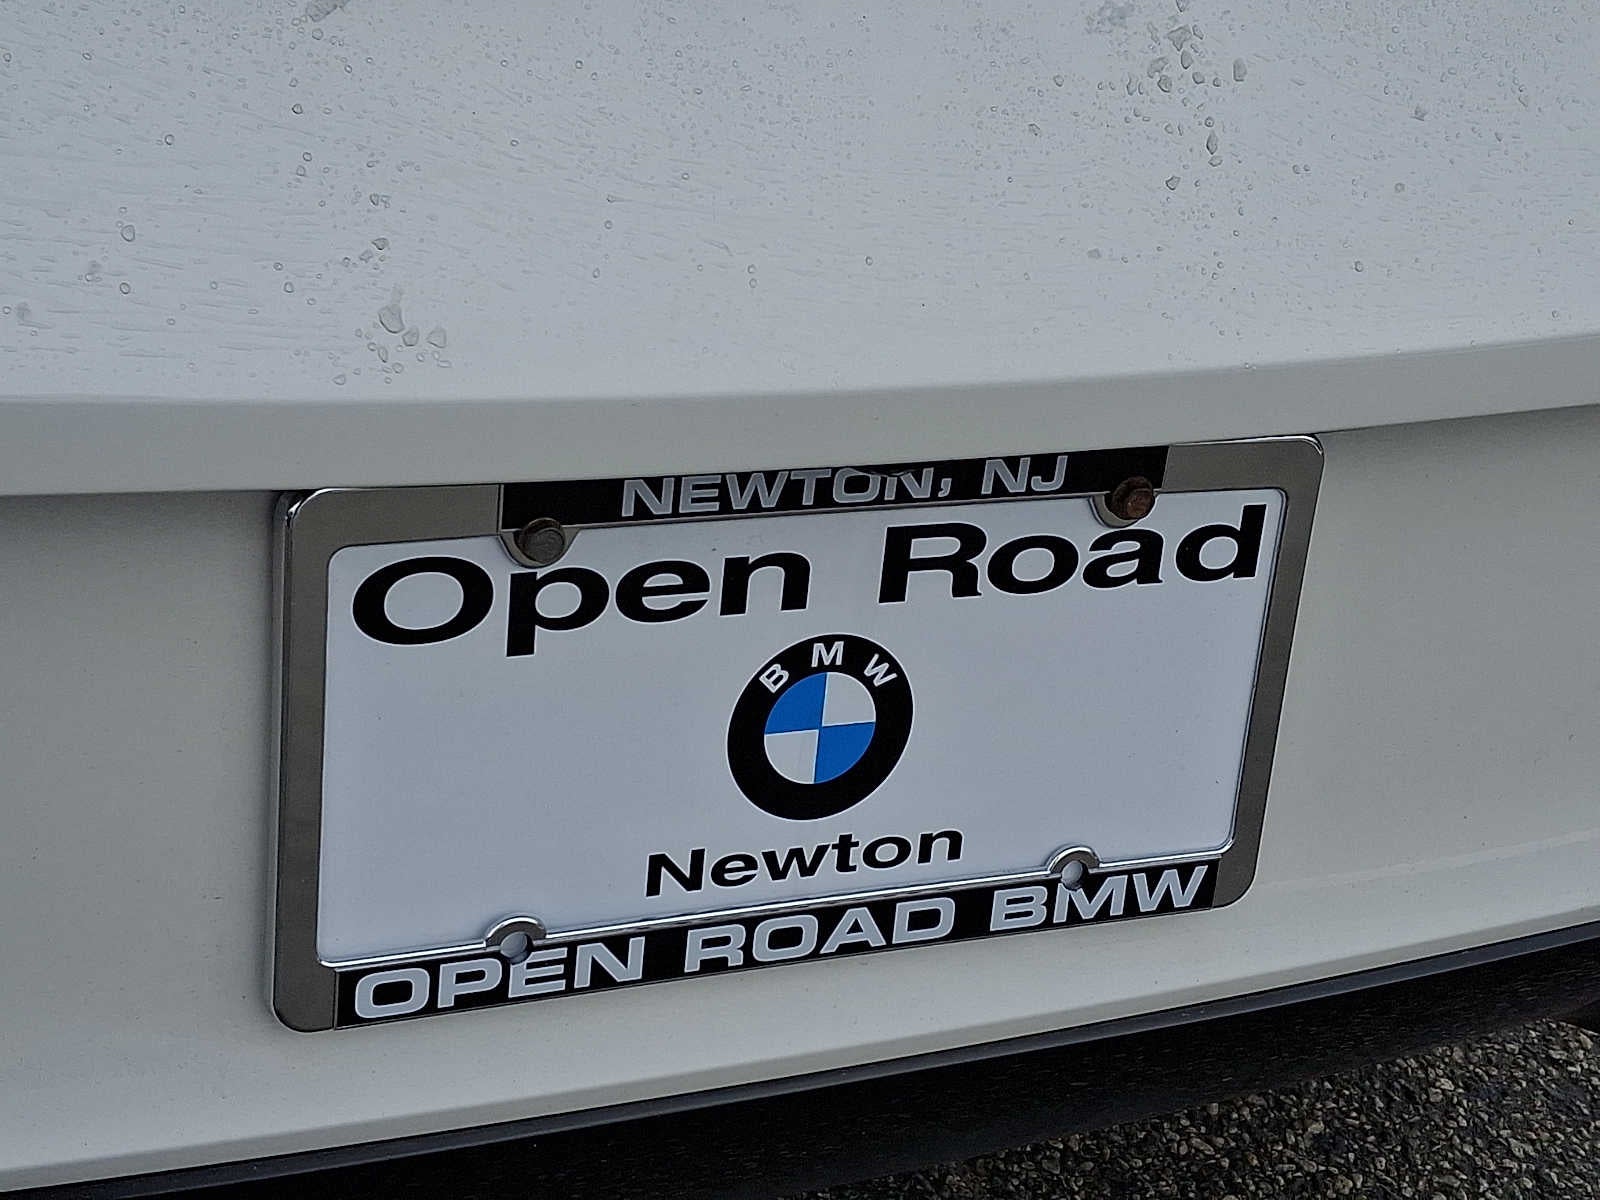 NEWTON, NJ
Open Road
BMW
Newton
OPEN ROAD BMW